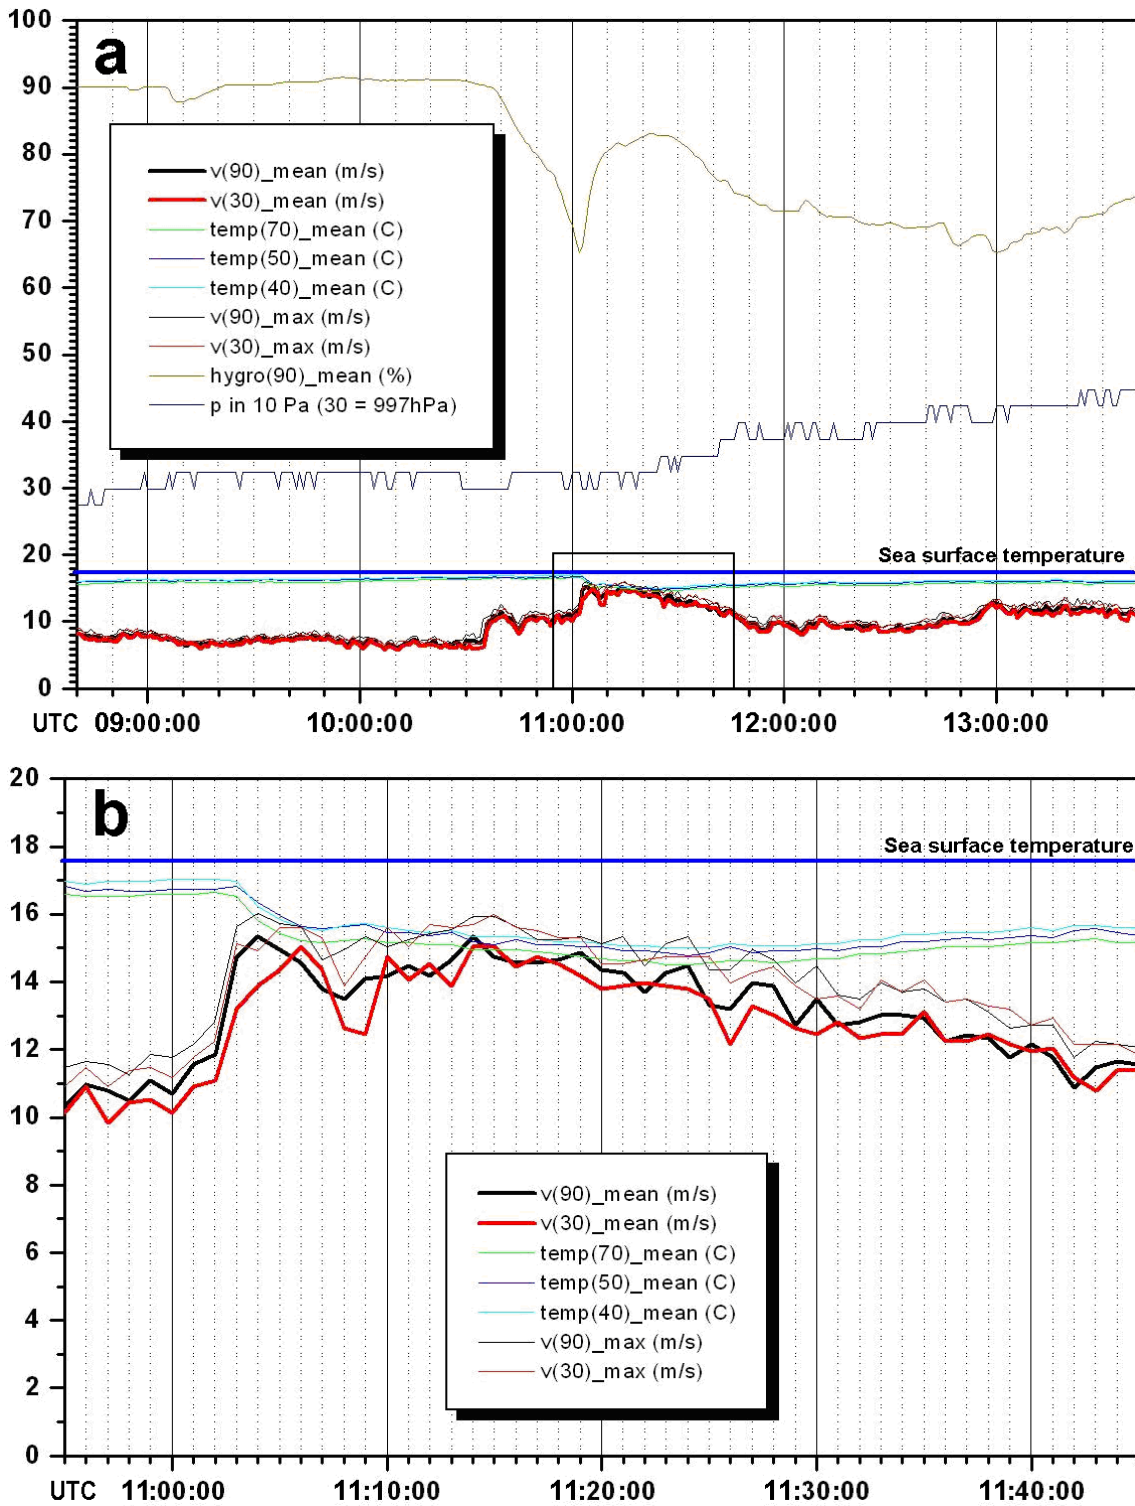 100
a
90
80
70
60
50
40
30
20
10
0
v(90)_mean (m/s)
v(30)_mean (m/s)
temp(70)_mean (C)
temp(50)_mean (C)
temp(40)_mean (C)
v(90)_max (m/s)
v(30)_max (m/s)
hygro(90)_mean (%)
p in 10 Pa (30 = 997hPa)
Sea surface temperature
UTC 09:00:00 10:00:00 11:00:00 12:00:00 13:00:00
20
b
18
16
14
12
10
8
6
4
2
0
Sea surface temperature
v(90)_mean (m/s)
v(30)_mean (m/s)
temp(70)_mean (C)
temp(50)_mean (C)
temp(40)_mean (C)
v(90)_max (m/s)
v(30)_max (m/s)
UTC 11:00:00 11:10:00 11:20:00 11:30:00 11:40:00